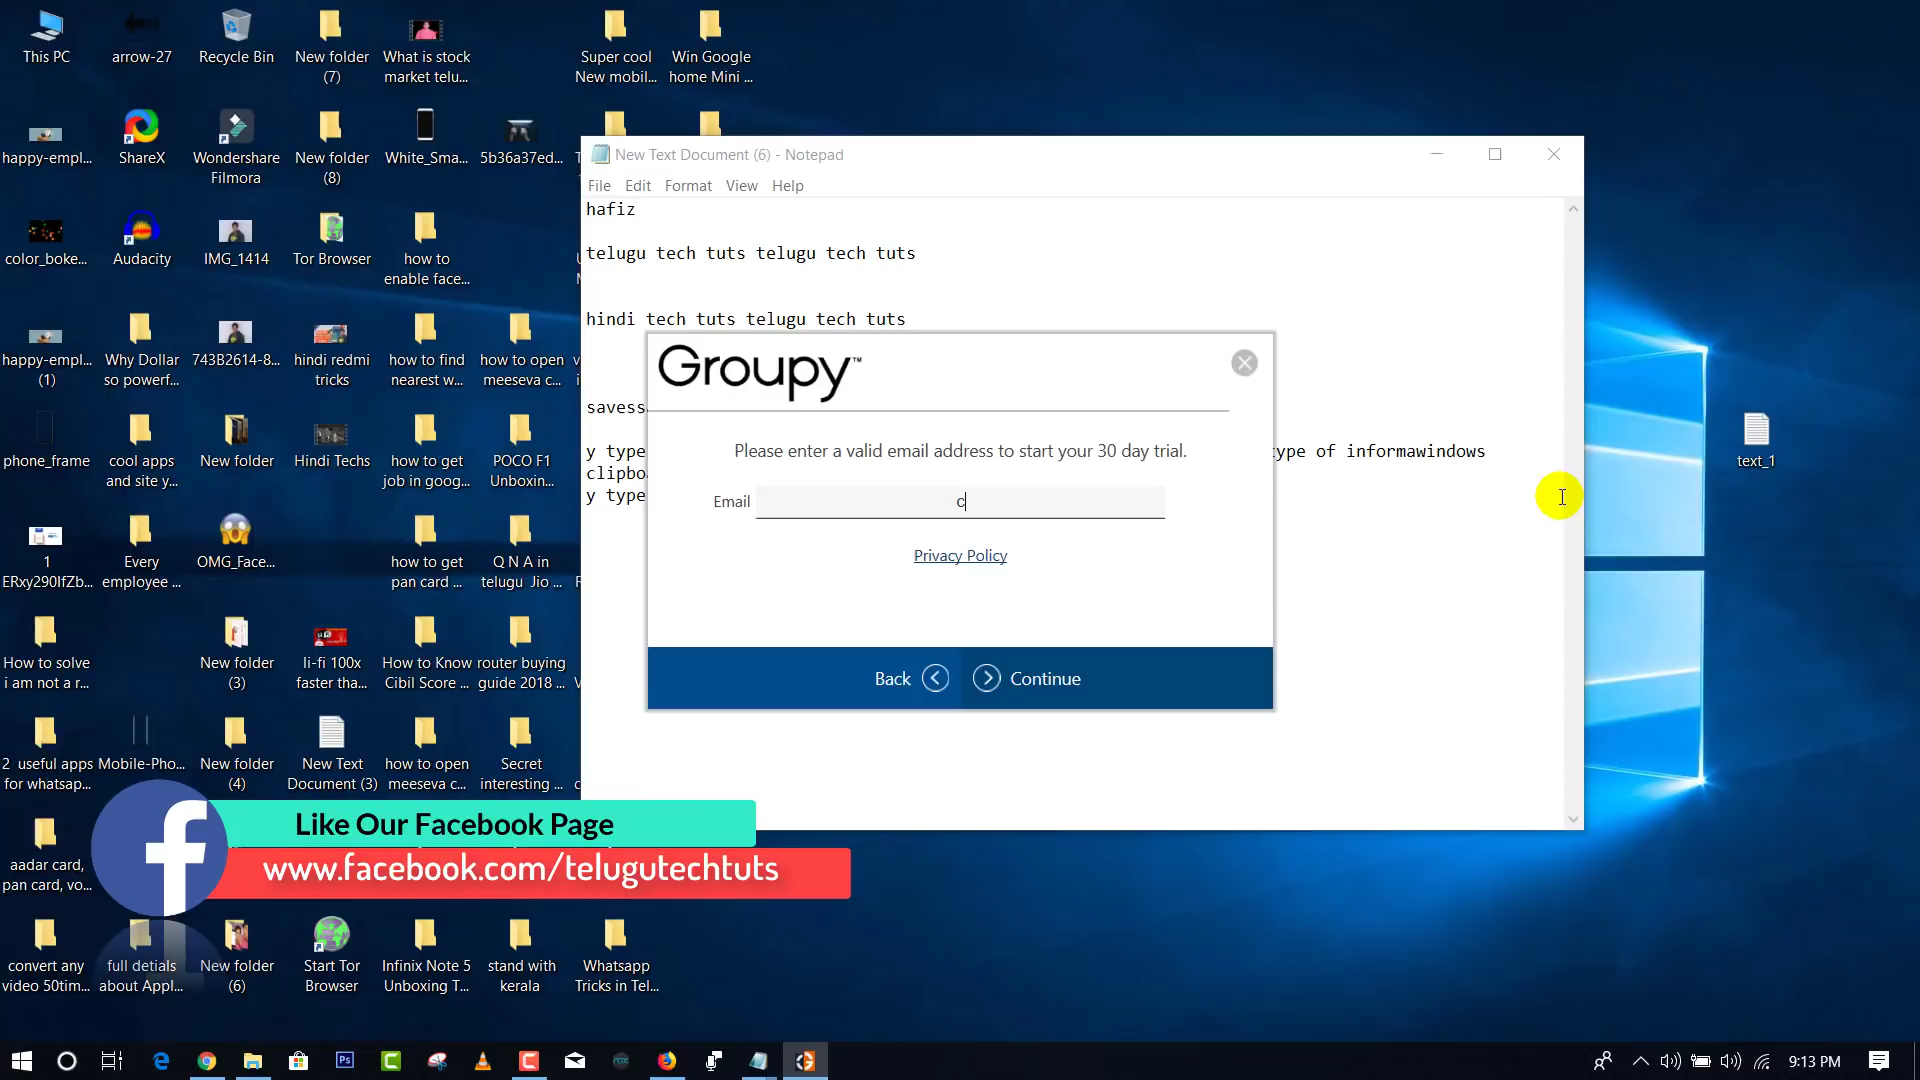 This PC
arrow-27
Recycle Bin
New folder
(7)
What is stock
market telu...
Super cool
New mobil...
Win Google
home Mini ...
happy-empl...
ShareX
Wondershare
Filmora
New folder
(8)
White_Sma...
5b36a37ed...
color_boke...
Audacity
IMG_1414
Tor Browser
how to
enable face...
happy-empl...
(1)
Why Dollar
so powerf...
743B2614-8...
hindi redmi
tricks
how to find
nearest w...
how to open
meeseva c...
phone_frame
cool apps
and site y...
New folder
Hindi Techs
how to get
job in goog...
POCO F1
Unboxin...
1
ERxy290IfZb...
Every
employee ...
OMG_Face...
how to get
pan card ...
Q N A in
telugu Jio ...
How to solve
i am not a r...
New folder
(3)
li-fi 100x
faster tha...
How to Know
Cibil Score ...
router buying
guide 2018 ...
2 useful apps
for whatsap...
Mobile-Pho...
New folder
(4)
New Text
Document (3)
how to open
meeseva c...
Secret
interesting ...
aadar card,
pan card, vo...
convert any
video 50tim...
full detials
about Appl...
New folder
(6)
Start Tor
Browser
Infinix Note 5
Unboxing T...
stand with
kerala
Whatsapp
Tricks in Tel...
text_1
New Text Document (6) - Notepad
File Edit Format View Help
hafiz
telugu tech tuts telugu tech tuts
hindi tech tuts telugu tech tuts
savess
y type
type of informawindows
clipbo
y type
Groupy™
Please enter a valid email address to start your 30 day trial.
Email c
Privacy Policy
Back
Continue
Like Our Facebook Page
www.facebook.com/telugutechtuts
9:13 PM